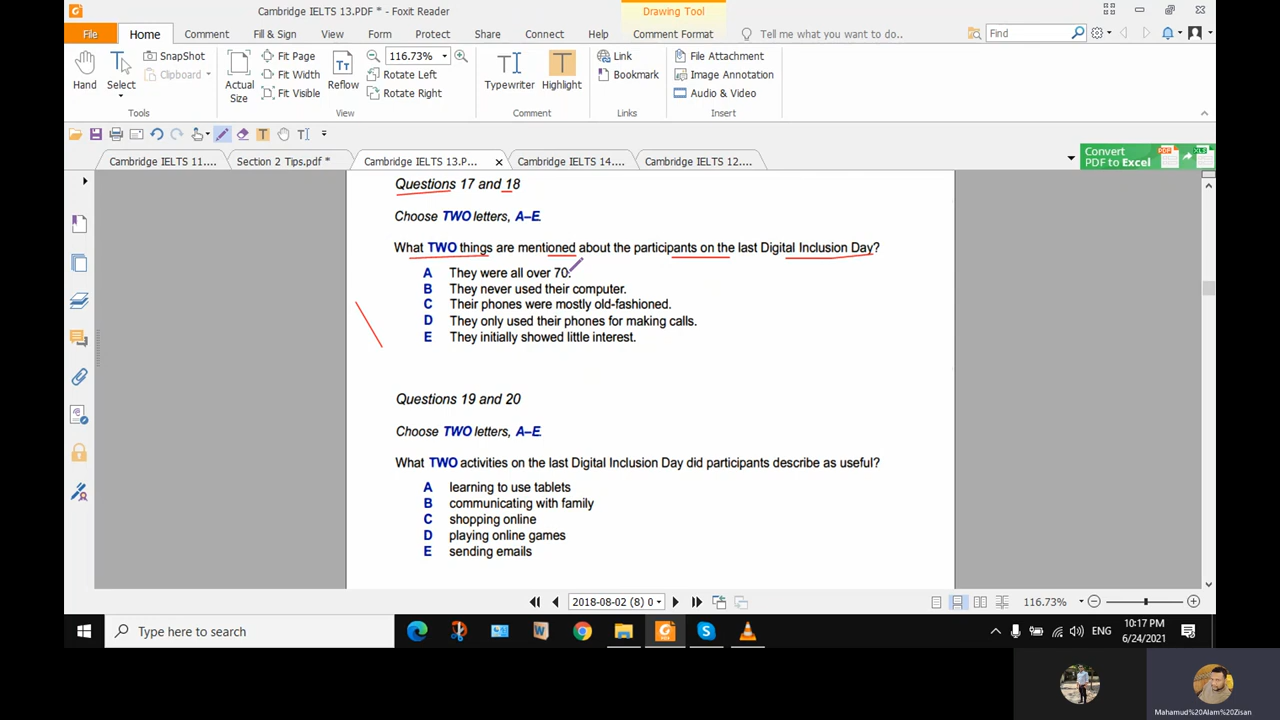 Cambridge IELTS 13.PDF * - Foxit Reader
Drawing Tool
File Home Comment Fill & Sign View Form Protect Share Connect Help Comment Format Tell me what you want to do.. Find
Hand
Select
SnapShot
Clipboard
Tools
Actual Size
Fit Page
Fit Width
Fit Visible
Reflow
116.73%
Rotate Left
Rotate Right
View
Typewriter
Highlight
Comment
Link
Bookmark
Links
File Attachment
Image Annotation
Audio & Video
Insert
Cambridge IELTS 11.... Section 2 Tips.pdf * Cambridge IELTS 13.P... Cambridge IELTS 14.... Cambridge IELTS 12....
Convert
PDF to Excel
Questions 17 and 18
Choose TWO letters, A–E.
What TWO things are mentioned about the participants on the last Digital Inclusion Day?
A They were all over 70.
B They never used their computer.
C Their phones were mostly old-fashioned.
D They only used their phones for making calls.
E They initially showed little interest.
Questions 19 and 20
Choose TWO letters, A–E.
What TWO activities on the last Digital Inclusion Day did participants describe as useful?
A learning to use tablets
B communicating with family
C shopping online
D playing online games
E sending emails
2018-08-02 (8) 0
116.73%
Type here to search
ENG
10:17 PM
6/24/2021
Mahamud%20Alam%20Zisan